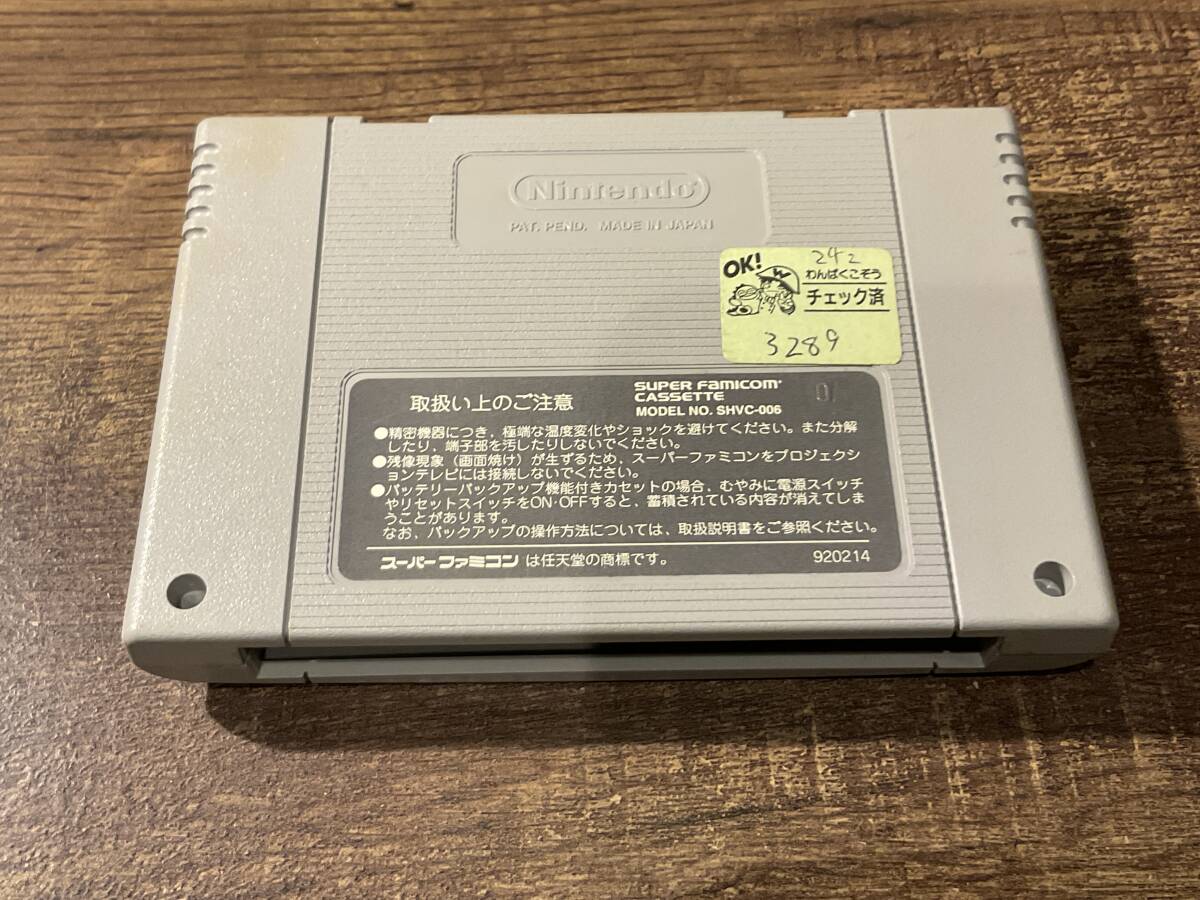 Nintendo
PAT. PEND. MADE IN JAPAN
OK!
242
わんぱくこぞう
チェック済
3289
取扱い上のご注意
SUPER FAMICOM
CASSETTE
MODEL NO. SHVC-006
●精密機器につき、極端な温度変化やショックを避けてください。また分解
したり、端子部を汚したりしないでください。
●残像現象（画面焼け）が生ずるため、スーパーファミコンをプロジェクシ
ョンテレビには接続しないでください。
●バッテリーバックアップ機能付きカセットの場合、むやみに電源スイッチ
やリセットスイッチをON・OFFすると、蓄積されている内容が消えてしま
うことがあります。
なお、バックアップの操作方法については、取扱説明書をご参照ください。
スーパーファミコン は任天堂の商標です。
920214